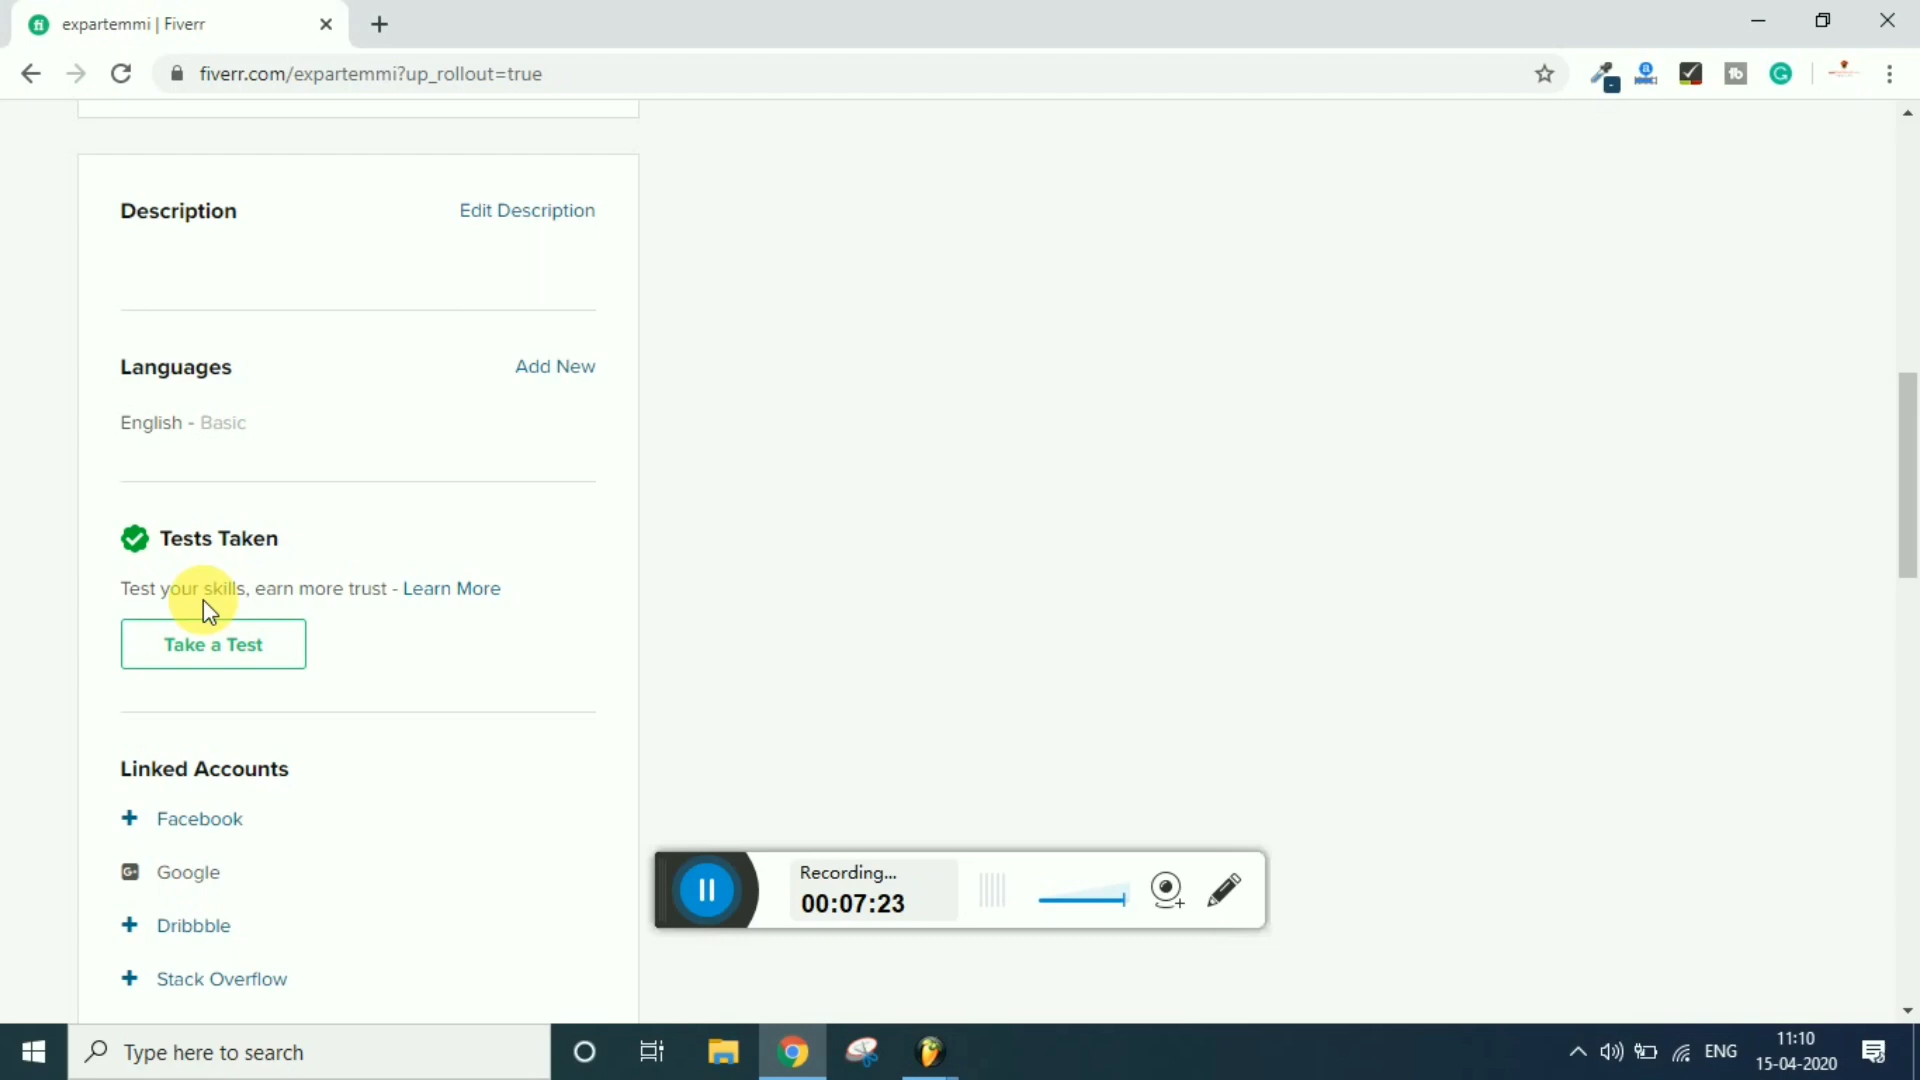 expartemmi | Fiverr
fiverr.com/expartemmi?up_rollout=true
Description
Edit Description
Languages
Add New
English - Basic
Tests Taken
Test your skills, earn more trust - Learn More
Take a Test
Linked Accounts
Facebook
Google
Dribbble
Stack Overflow
Recording...
00:07:23
Type here to search
ENG
11:10
15-04-2020